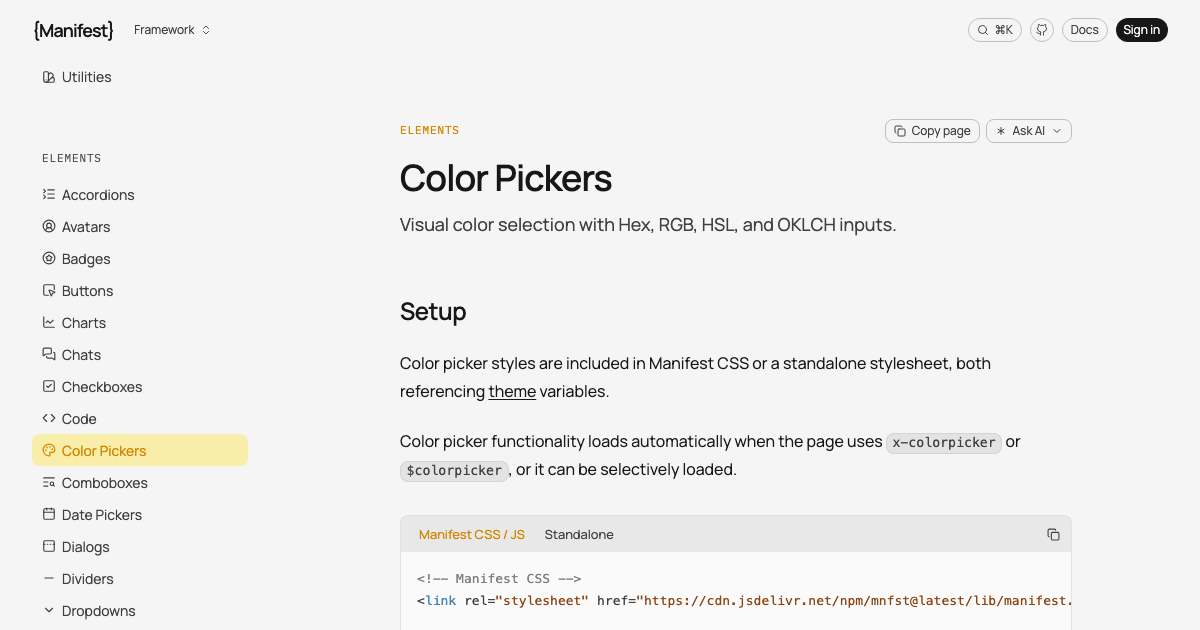 {Manifest}
Framework
⌘K
Docs
Sign in
Utilities
ELEMENTS
Accordions
Avatars
Badges
Buttons
Charts
Chats
Checkboxes
Code
Color Pickers
Comboboxes
Date Pickers
Dialogs
Dividers
Dropdowns
ELEMENTS
Copy page
Ask AI
Color Pickers
Visual color selection with Hex, RGB, HSL, and OKLCH inputs.
Setup
Color picker styles are included in Manifest CSS or a standalone stylesheet, both
referencing theme variables.
Color picker functionality loads automatically when the page uses x-colorpicker or
$colorpicker, or it can be selectively loaded.
Manifest CSS / JS
Standalone
<!-- Manifest CSS -->
<link rel="stylesheet" href="https://cdn.jsdelivr.net/npm/mnfst@latest/lib/manifest.